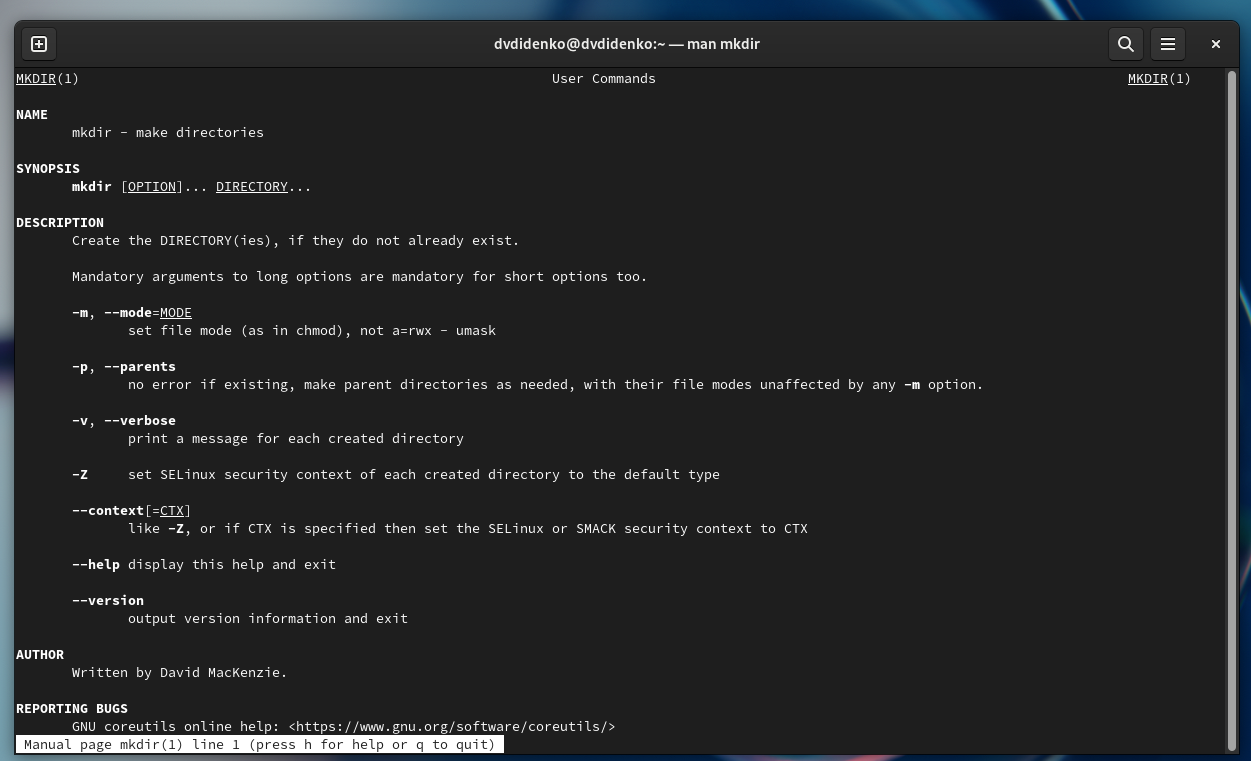 dvdidenko@dvdidenko:~ — man mkdir
MKDIR(1) User Commands MKDIR(1)
NAME
mkdir - make directories
SYNOPSIS
mkdir [OPTION]... DIRECTORY...
DESCRIPTION
Create the DIRECTORY(ies), if they do not already exist.
Mandatory arguments to long options are mandatory for short options too.
-m, --mode=MODE
set file mode (as in chmod), not a=rwx - umask
-p, --parents
no error if existing, make parent directories as needed, with their file modes unaffected by any -m option.
-v, --verbose
print a message for each created directory
-Z set SELinux security context of each created directory to the default type
--context[=CTX]
like -Z, or if CTX is specified then set the SELinux or SMACK security context to CTX
--help display this help and exit
--version
output version information and exit
AUTHOR
Written by David MacKenzie.
REPORTING BUGS
GNU coreutils online help: <https://www.gnu.org/software/coreutils/>
Manual page mkdir(1) line 1 (press h for help or q to quit)